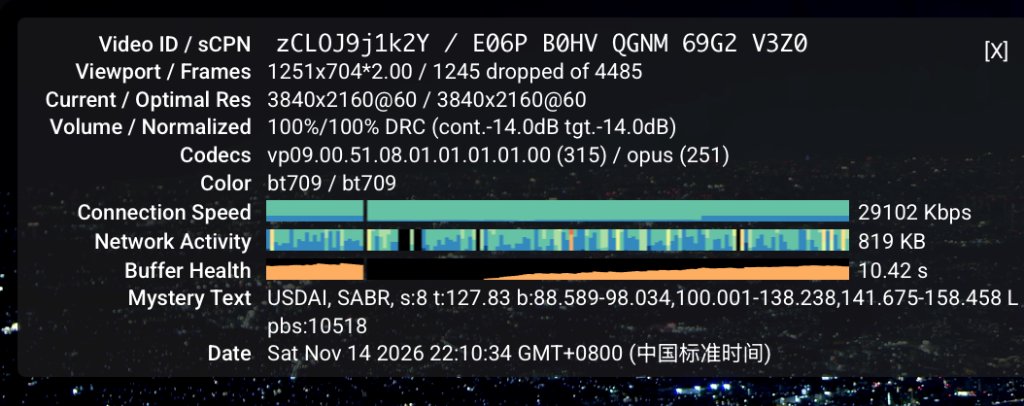 Video ID / sCPN zCLOJ9j1k2Y / E06P B0HV QGNM 69G2 V3Z0
[X]
Viewport / Frames 1251x704*2.00 / 1245 dropped of 4485
Current / Optimal Res 3840x2160@60 / 3840x2160@60
Volume / Normalized 100%/100% DRC (cont.-14.0dB tgt.-14.0dB)
Codecs vp09.00.51.08.01.01.01.01.00 (315) / opus (251)
Color bt709 / bt709
Connection Speed 29102 Kbps
Network Activity 819 KB
Buffer Health 10.42 s
Mystery Text USDAI, SABR, s:8 t:127.83 b:88.589-98.034,100.001-138.238,141.675-158.458 L
pbs:10518
Date Sat Nov 14 2026 22:10:34 GMT+0800 (中国标准时间)